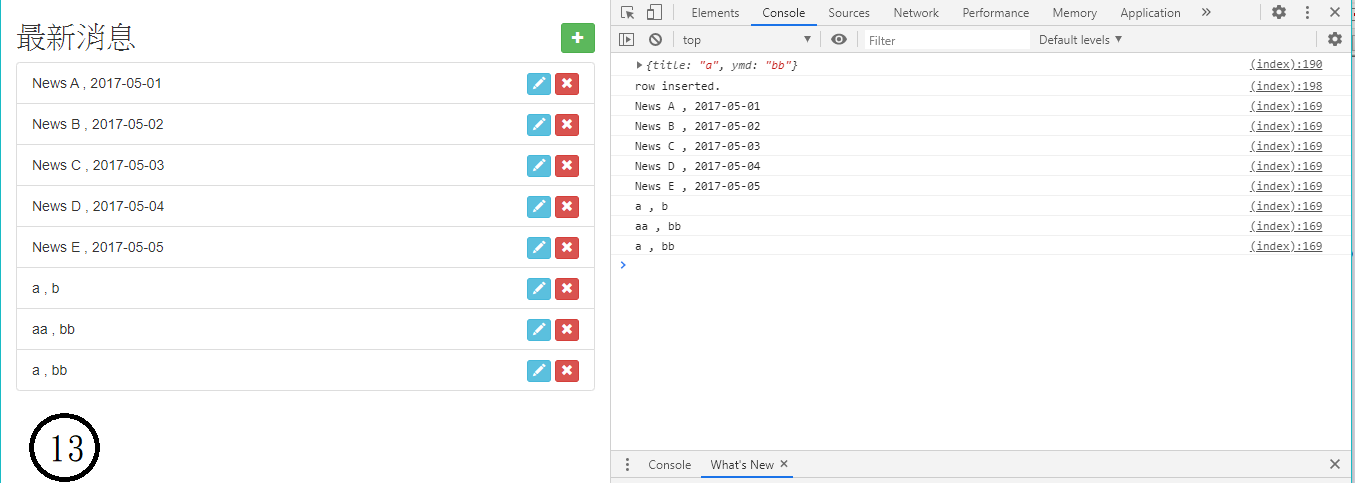 最新消息
News A , 2017-05-01
News B , 2017-05-02
News C , 2017-05-03
News D , 2017-05-04
News E , 2017-05-05
a , b
aa , bb
a , bb
13
Elements Console Sources Network Performance Memory Application »
top Filter Default levels
{title: "a", ymd: "bb"} (index):190
row inserted. (index):198
News A , 2017-05-01 (index):169
News B , 2017-05-02 (index):169
News C , 2017-05-03 (index):169
News D , 2017-05-04 (index):169
News E , 2017-05-05 (index):169
a , b (index):169
aa , bb (index):169
a , bb (index):169
Console What's New